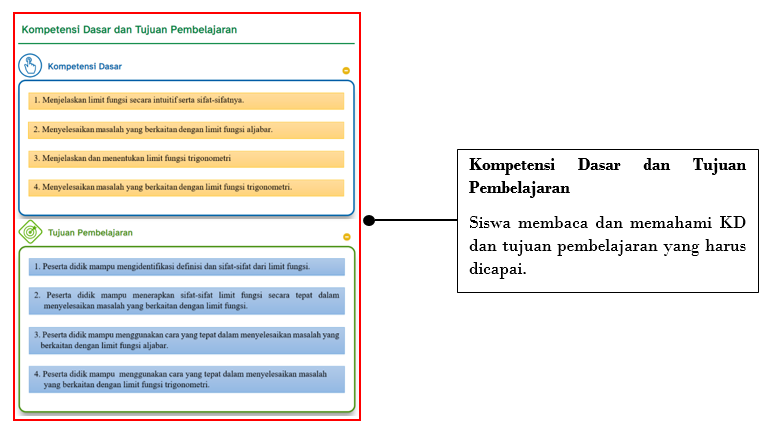 Kompetensi Dasar dan Tujuan Pembelajaran
Kompetensi Dasar
1. Menjelaskan limit fungsi secara intuitif serta sifat-sifatnya.
2. Menyelesaikan masalah yang berkaitan dengan limit fungsi aljabar.
3. Menjelaskan dan menentukan limit fungsi trigonometri
4. Menyelesaikan masalah yang berkaitan dengan limit fungsi trigonometri.
Tujuan Pembelajaran
1. Peserta didik mampu mengidentifikasi definisi dan sifat-sifat dari limit fungsi.
2. Peserta didik mampu menerapkan sifat-sifat limit fungsi secara tepat dalam
menyelesaikan masalah yang berkaitan dengan limit fungsi.
3. Peserta didik mampu menggunakan cara yang tepat dalam menyelesaikan masalah yang
berkaitan dengan limit fungsi aljabar.
4. Peserta didik mampu menggunakan cara yang tepat dalam menyelesaikan masalah
yang berkaitan dengan limit fungsi trigonometri.
Kompetensi Dasar dan Tujuan
Pembelajaran
Siswa membaca dan memahami KD
dan tujuan pembelajaran yang harus
dicapai.